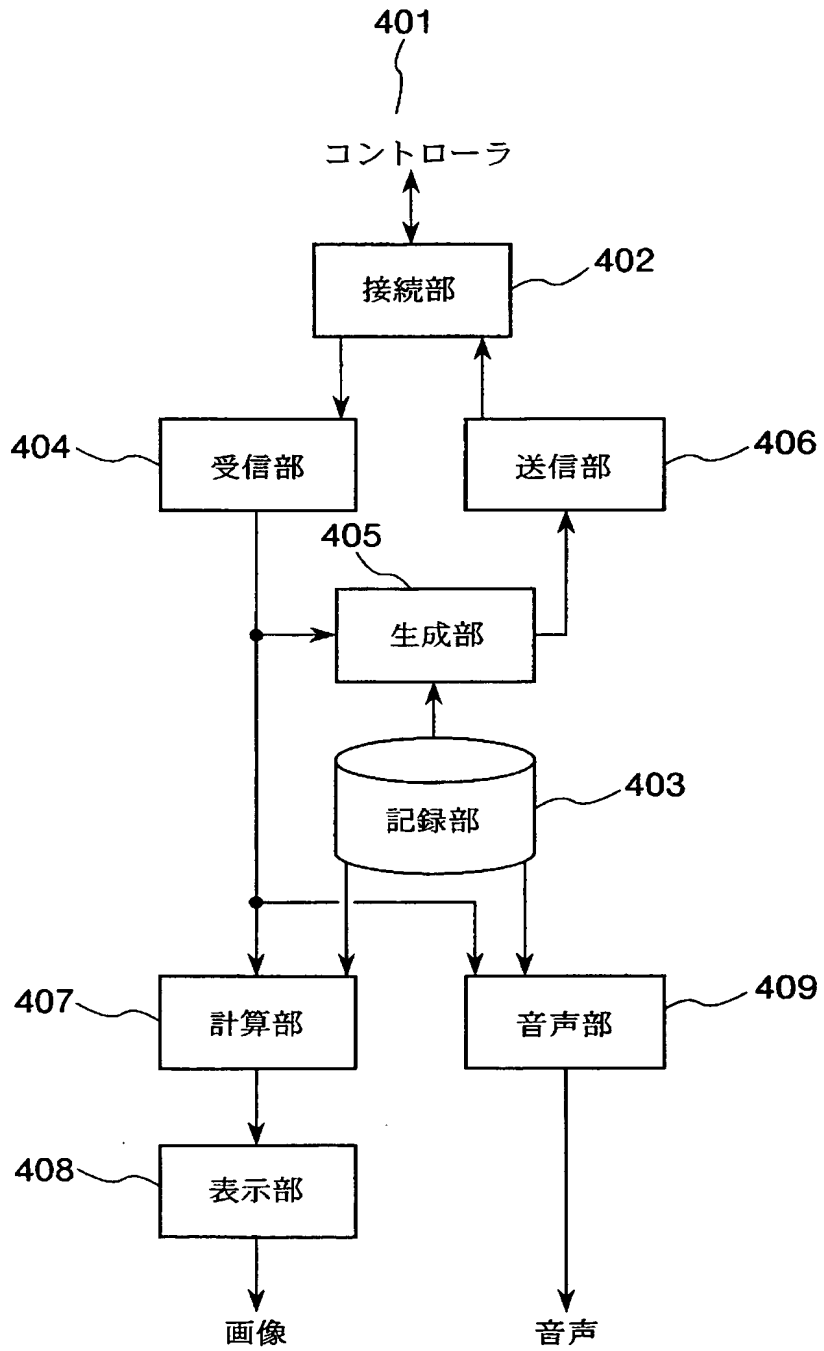 401
コントローラ
接続部
402
404
受信部
送信部
406
405
生成部
記録部
403
407
計算部
音声部
409
408
表示部
画像
音声